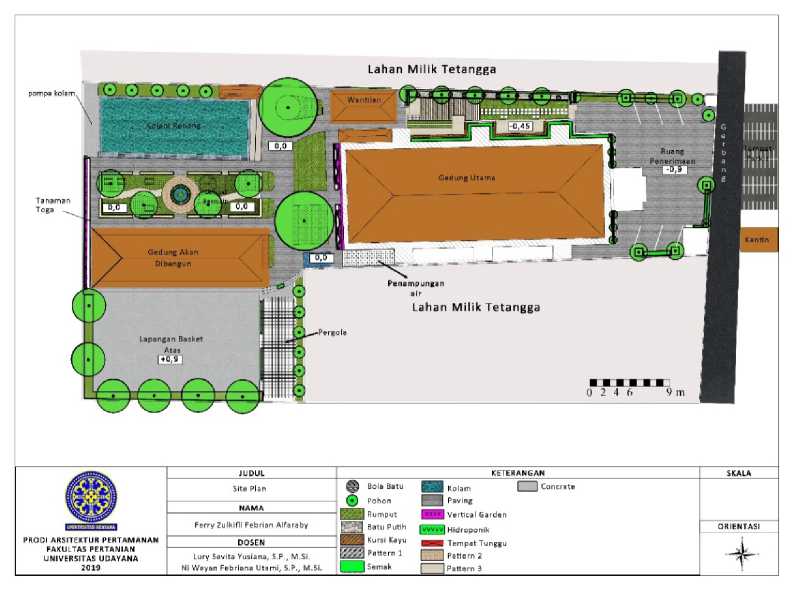 Lahan Milik Tetangga
pompa kolam
Kolam Renang
Wantilan
0,0
-0,45
Gerbang
Tempat
Ruang
Penerimaan
-0,9
Gedung Utama
Tanaman
Toga
0,0
0,0
Kantin
Gedung Akan
Dibangun
0,0
Penampungan
air
Lahan Milik Tetangga
Pergola
Lapangan Basket
Atas
+0,9
0 2 4 6 9 m
JUDUL
Site Plan
NAMA
Ferry Zulkifli Febrian Alfaraby
DOSEN
Lury Sevita Yusiana, S.P., M.Si.
Ni Wayan Febriana Utami, S.P., M.Si.
UNIVERSITAS UDAYANA
PRODI ARSITEKTUR PERTAMANAN
FAKULTAS PERTANIAN
UNIVERSITAS UDAYANA
2019
KETERANGAN
Bola Batu
Pohon
Rumput
Batu Putih
Kursi Kayu
Pattern 1
Semak
Kolam
Paving
Vertical Garden
Hidroponik
Tempat Tunggu
Pattern 2
Pattern 3
Concrete
SKALA
ORIENTASI